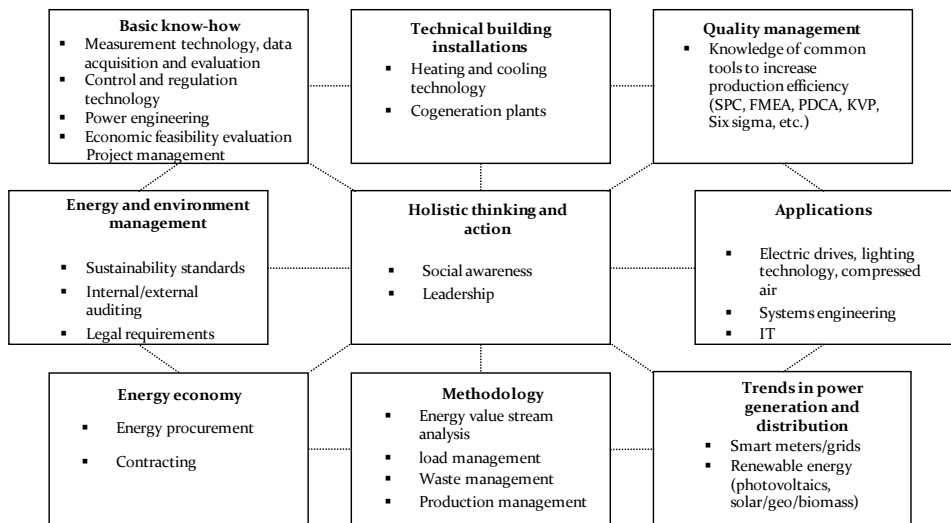 Basic know-how
▪ Measurement technology, data
acquisition and evaluation
▪ Control and regulation
technology
▪ Power engineering
▪ Economic feasibility evaluation
Project management
Technical building
installations
▪ Heating and cooling
technology
▪ Cogeneration plants
Quality management
▪ Knowledge of common
tools to increase
production efficiency
(SPC, FMEA, PDCA, KVP,
Six sigma, etc.)
Energy and environment
management
▪ Sustainability standards
▪ Internal/external
auditing
▪ Legal requirements
Holistic thinking and
action
▪ Social awareness
▪ Leadership
Applications
▪ Electric drives, lighting
technology, compressed
air
▪ Systems engineering
▪ IT
Energy economy
▪ Energy procurement
▪ Contracting
Methodology
▪ Energy value stream
analysis
▪ load management
▪ Waste management
▪ Production management
Trends in power
generation and
distribution
▪ Smart meters/grids
▪ Renewable energy
(photovoltaics,
solar/geo/biomass)